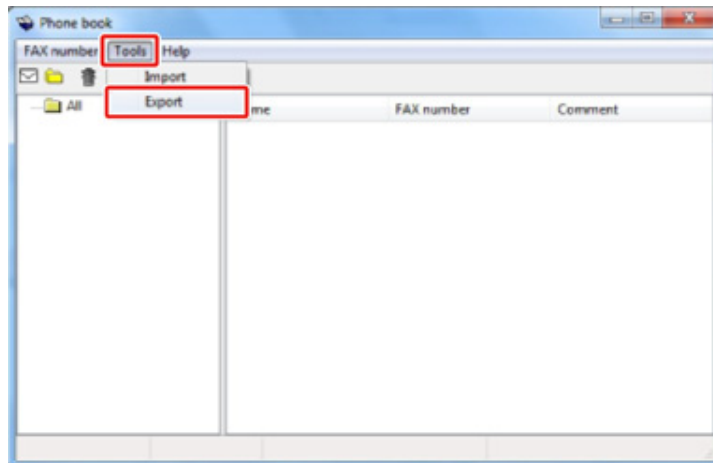 Phone book
FAX number Tools Help
Import
All Export
me FAX number Comment